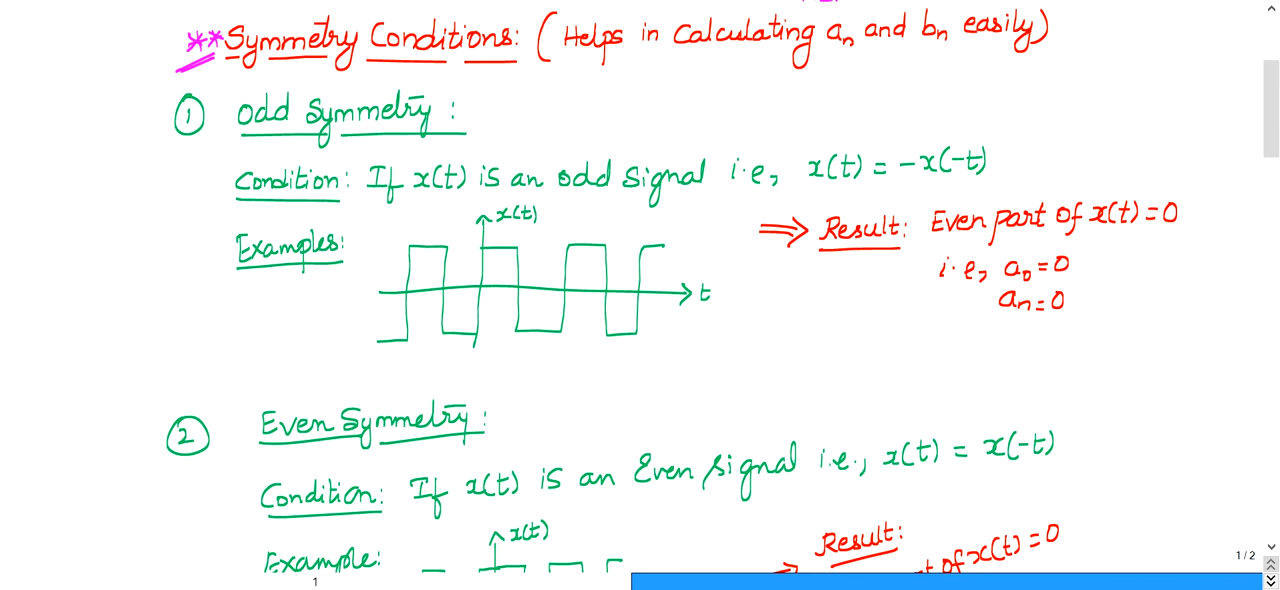 **Symmetry Conditions: (Helps in calculating aₙ and bₙ easily)
① Odd Symmetry:
Condition: If x(t) is an odd signal i.e, x(t) = -x(-t)
Examples:
x(t)
t
⇒ Result: Even part of x(t) = 0
i.e, a₀ = 0
aₙ = 0
② Even Symmetry:
Condition: If x(t) is an Even signal i.e., x(t) = x(-t)
Example:
x(t)
Result:
of x(t) = 0
1 / 2
1